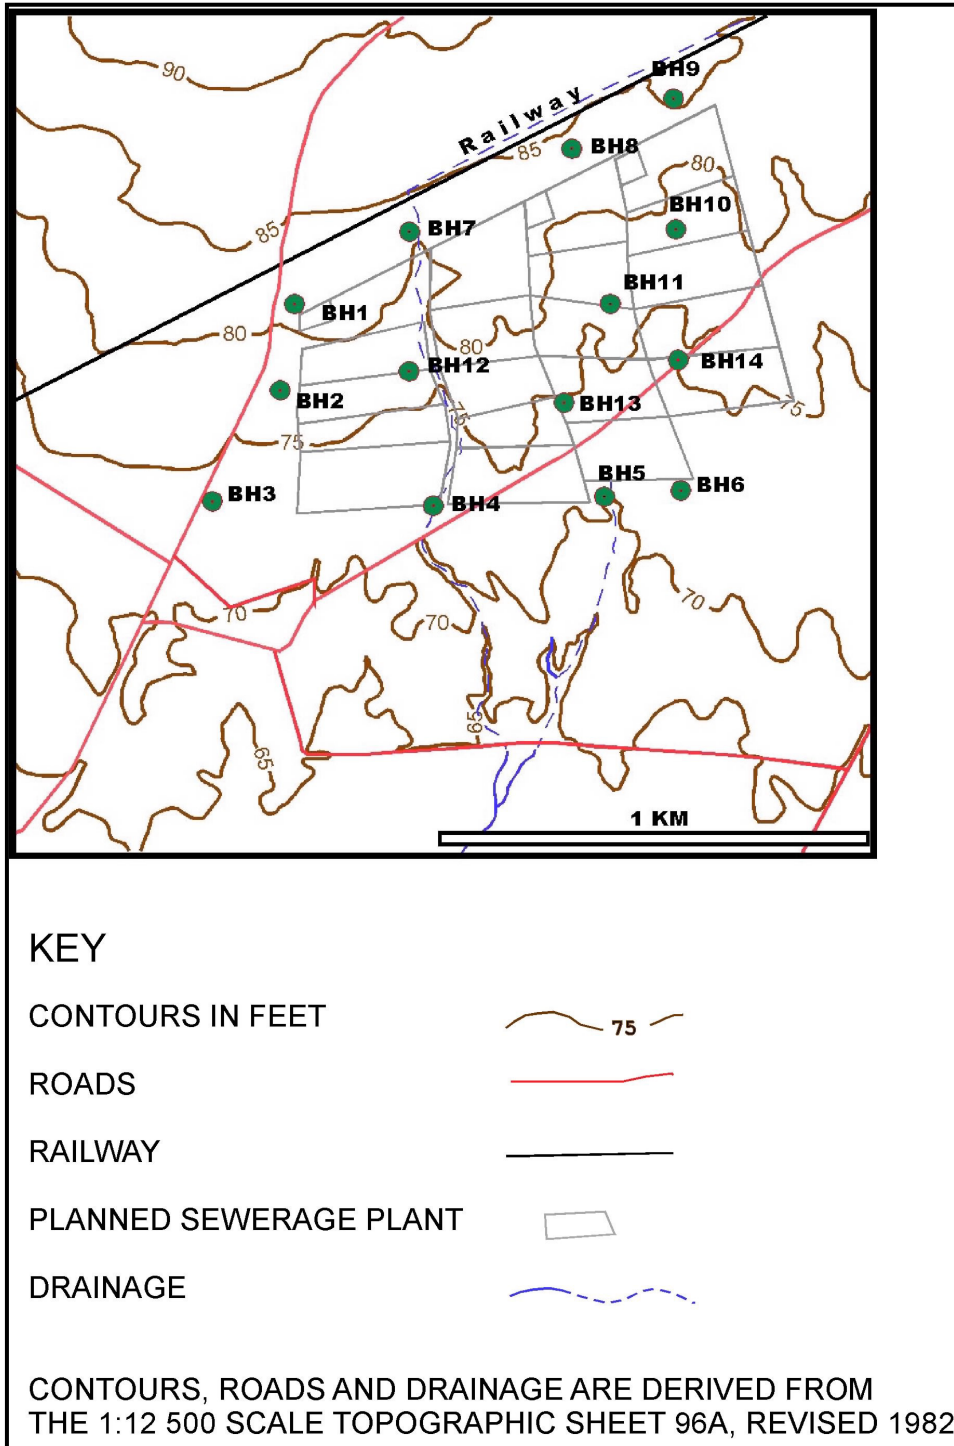 90
BH9
Railway
85
BH8
80
BH10
85
BH7
BH11
BH1
80
80
BH14
BH12
BH2
75
BH13
75
75
BH3
BH4
BH5
BH6
70
70
70
65
65
1 KM
KEY
CONTOURS IN FEET
75
ROADS
RAILWAY
PLANNED SEWERAGE PLANT
DRAINAGE
CONTOURS, ROADS AND DRAINAGE ARE DERIVED FROM
THE 1:12 500 SCALE TOPOGRAPHIC SHEET 96A, REVISED 1982